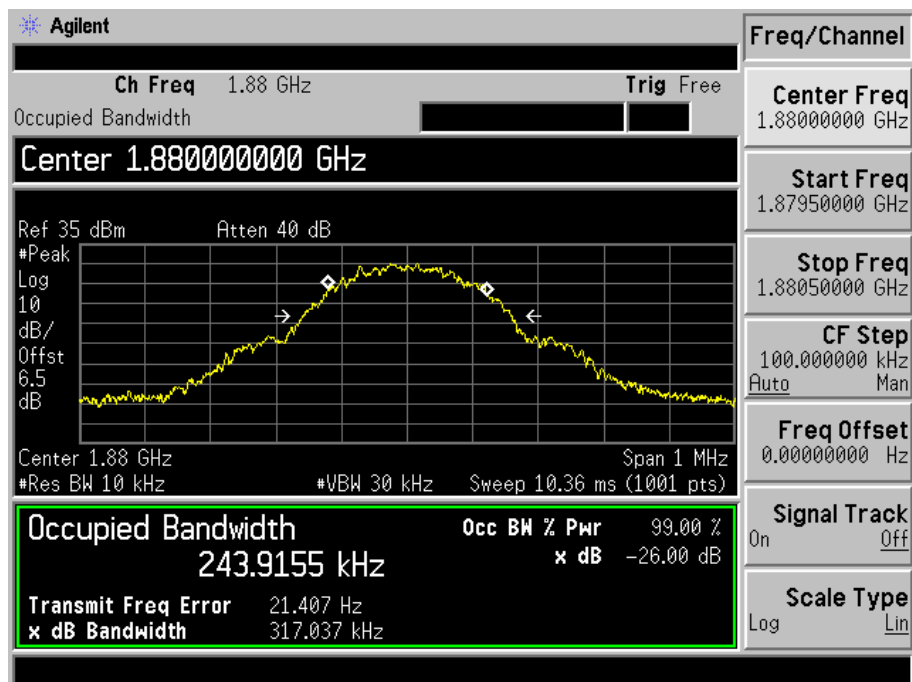 Agilent
Freq/Channel
Ch Freq 1.88 GHz Trig Free
Occupied Bandwidth
Center 1.880000000 GHz
Ref 35 dBm Atten 40 dB
#Peak
Log
10
dB/
Offst
6.5
dB
Center 1.88 GHz Span 1 MHz
#Res BW 10 kHz #VBW 30 kHz Sweep 10.36 ms (1001 pts)
Occupied Bandwidth
243.9155 kHz
Occ BW % Pwr 99.00 %
x dB -26.00 dB
Transmit Freq Error 21.407 Hz
x dB Bandwidth 317.037 kHz
Center Freq
1.88000000 GHz
Start Freq
1.87950000 GHz
Stop Freq
1.88050000 GHz
CF Step
100.000000 kHz
Auto Man
Freq Offset
0.00000000 Hz
Signal Track
On Off
Scale Type
Log Lin